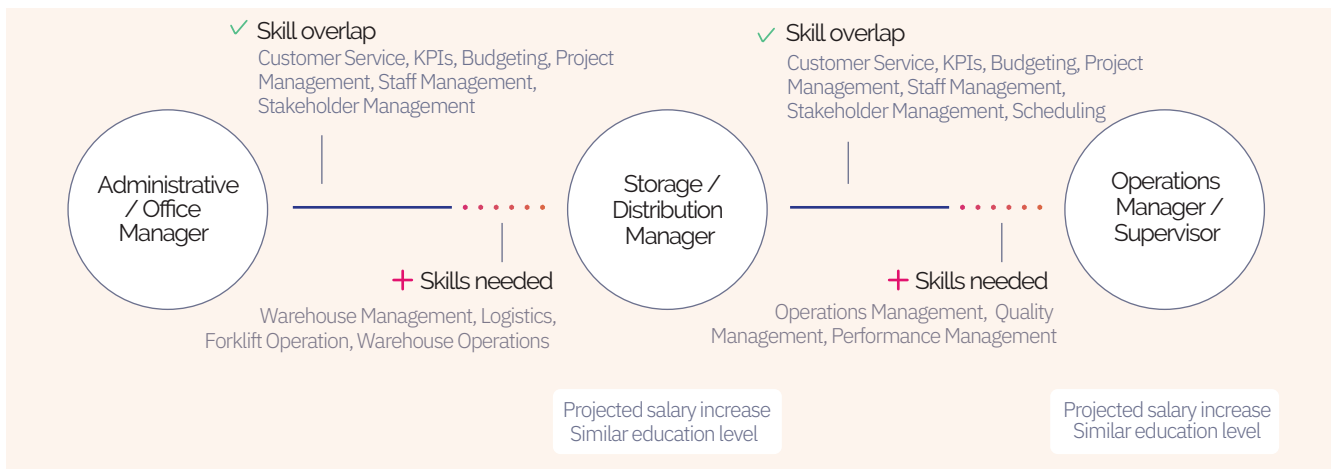 Skill overlap
Customer Service, KPIs, Budgeting, Project
Management, Staff Management,
Stakeholder Management
Skill overlap
Customer Service, KPIs, Budgeting, Project
Management, Staff Management,
Stakeholder Management, Scheduling
Administrative
/ Office
Manager
Storage /
Distribution
Manager
Operations
Manager /
Supervisor
Skills needed
Warehouse Management, Logistics,
Forklift Operation, Warehouse Operations
Skills needed
Operations Management, Quality
Management, Performance Management
Projected salary increase
Similar education level
Projected salary increase
Similar education level